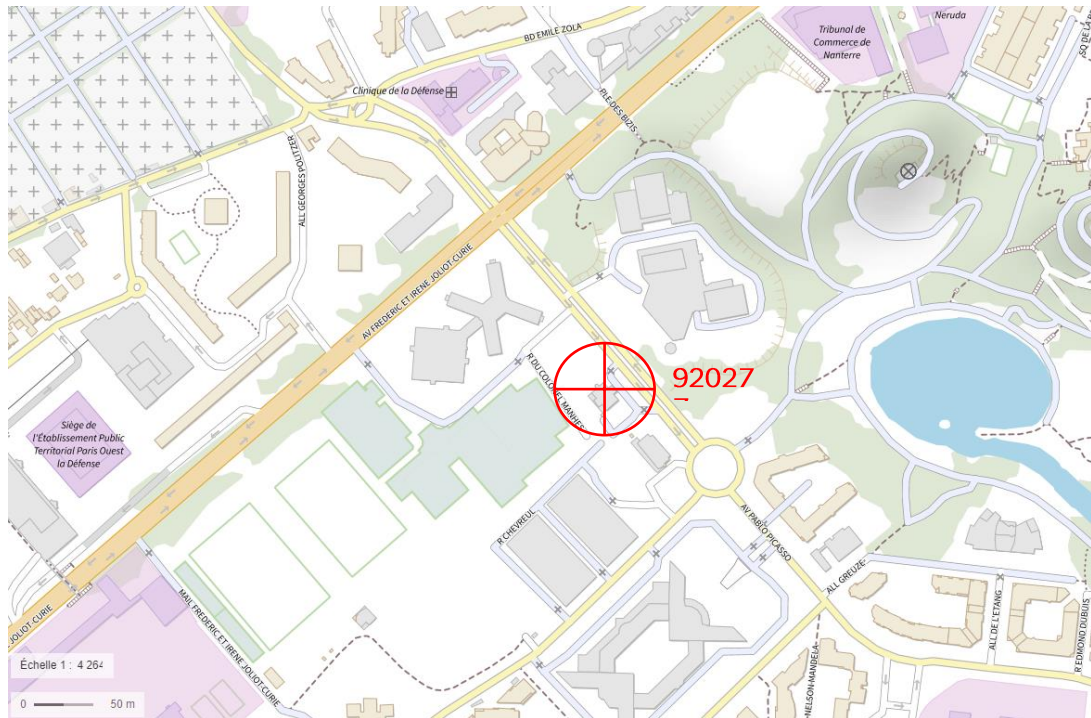 BD EMILE ZOLA
Tribunal de
Commerce de
Nanterre
Neruda
Clinique de la Défense
PLE DES BIZIS
ALL GEORGES POLITZER
AV FREDERIC ET IRENE JOLIOT-CURIE
R DU COLONEL MANHES
92027
Siège de
l'Établissement Public
Territorial Paris Ouest
la Défense
R CHEVREUL
AV PABLO PICASSO
ALL GREUZE
ALL DE L'ETANG
R EDMOND DUBUIS
NELSON-MANDELA
MAIL FREDERIC ET IRENE JOLIOT-CURIE
JOLIOT-CURIE
Échelle 1 : 4 264
0 50 m